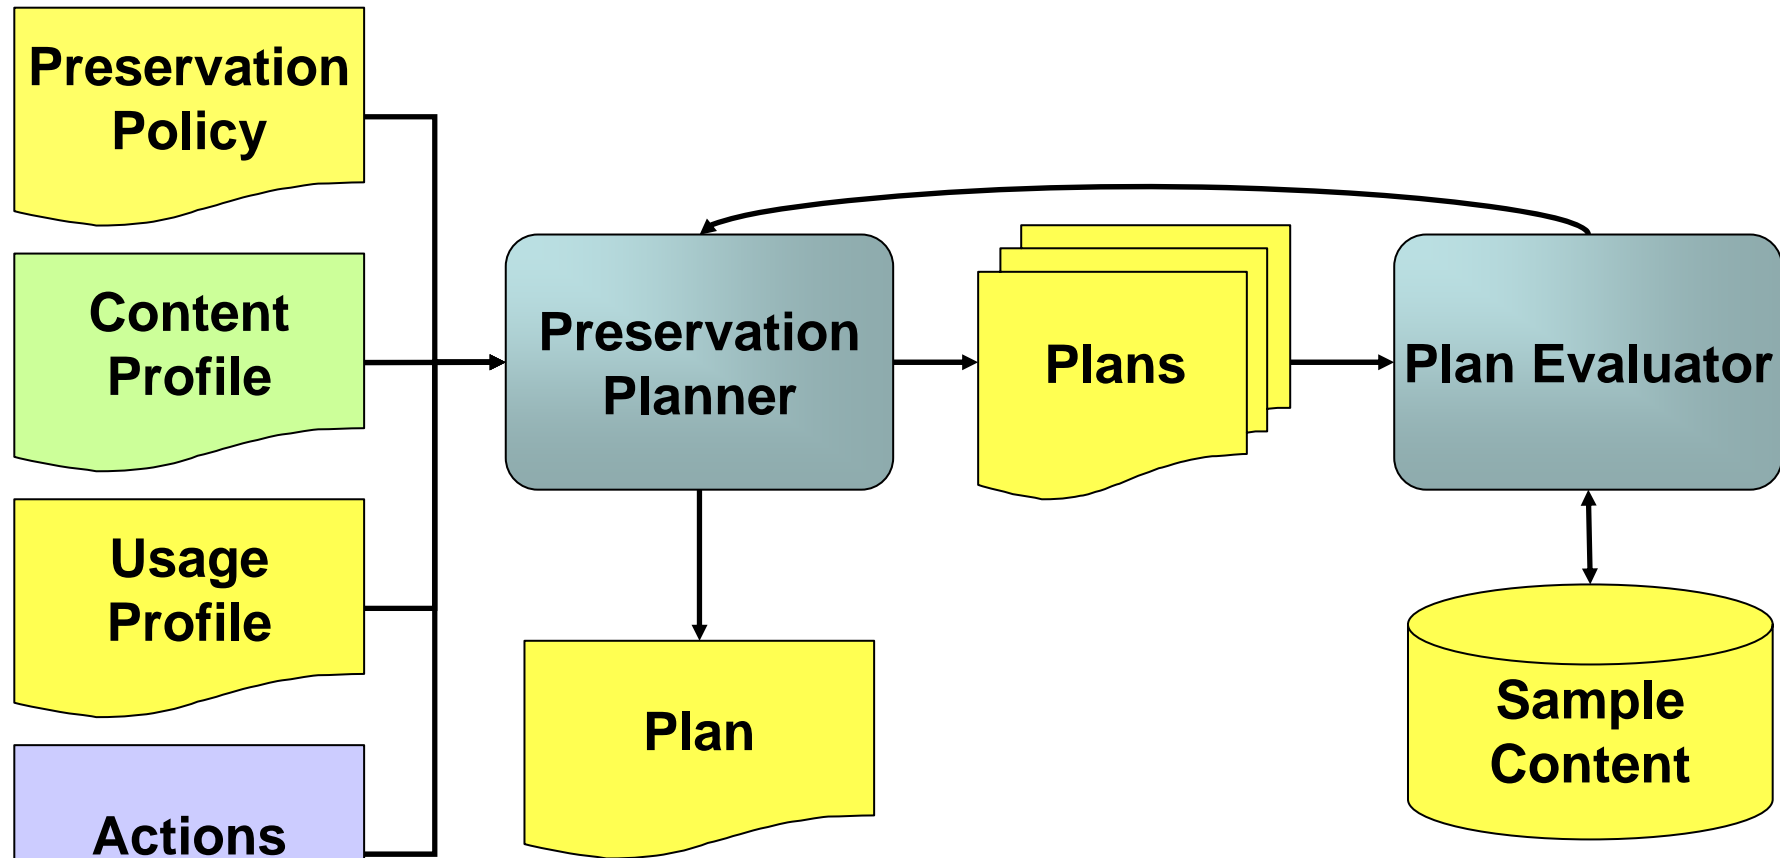 Preservation
Policy
Content
Profile
Usage
Profile
Actions
Preservation
Planner
Plan
Plans
Plan Evaluator
Sample
Content